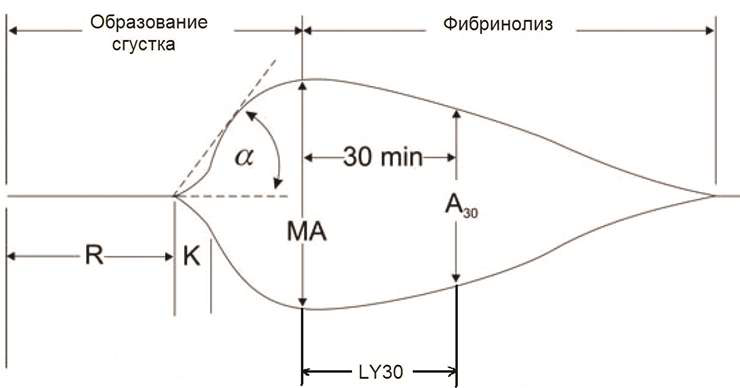 Образование
сгустка
Фибринолиз
α
30 min
A₃₀
MA
R
K
LY30